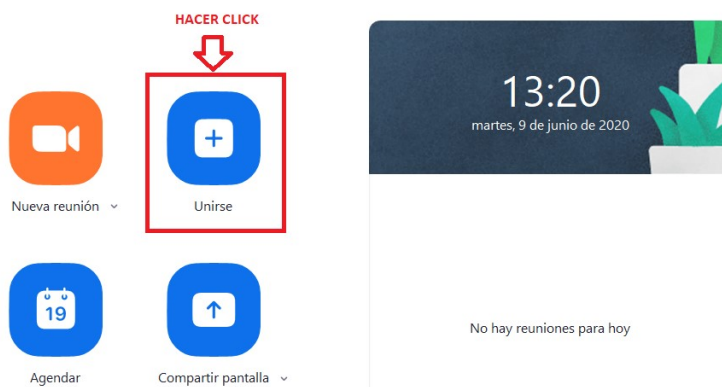 HACER CLICK
13:20
martes, 9 de junio de 2020
Nueva reunión
Unirse
19
Agendar
Compartir pantalla
No hay reuniones para hoy